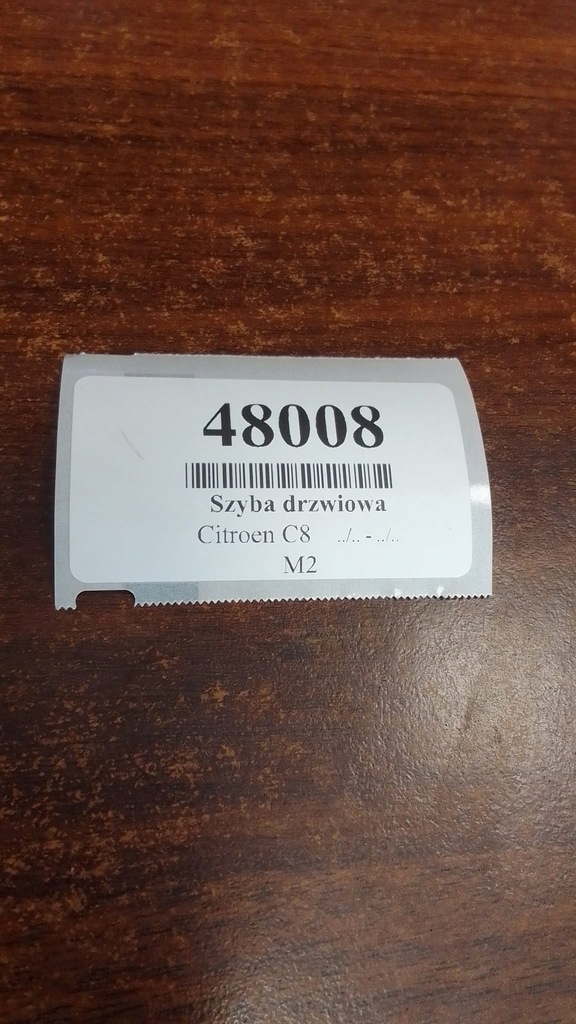 48008
Szyba drzwiowa
Citroen C8 ../.. - ../..
M2